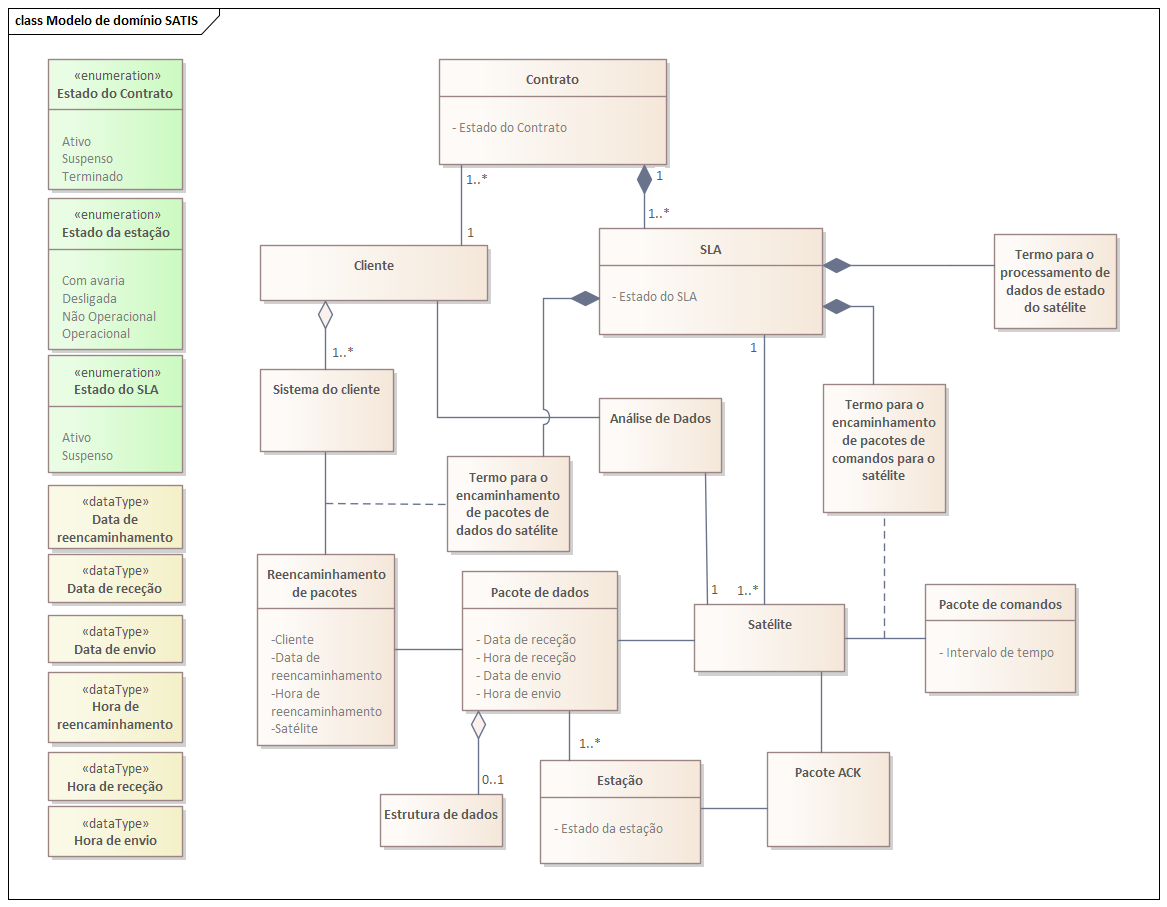 class Modelo de domínio SATIS
«enumeration»
Estado do Contrato
Ativo
Suspenso
Terminado
«enumeration»
Estado da estação
Com avaria
Desligada
Não Operacional
Operacional
«enumeration»
Estado do SLA
Ativo
Suspenso
«dataType»
Data de
reencaminhamento
«dataType»
Data de receção
«dataType»
Data de envio
«dataType»
Hora de
reencaminhamento
«dataType»
Hora de receção
«dataType»
Hora de envio
Contrato
- Estado do Contrato
1..*
1
1
1..*
Cliente
SLA
- Estado do SLA
Termo para o
processamento de
dados de estado
do satélite
1..*
1
Sistema do cliente
Análise de Dados
Termo para o
encaminhamento
de pacotes de
comandos para o
satélite
Termo para o
encaminhamento
de pacotes de
dados do satélite
Reencaminhamento
de pacotes
-Cliente
-Data de
reencaminhamento
-Hora de
reencaminhamento
-Satélite
Pacote de dados
- Data de receção
- Hora de receção
- Data de envio
- Hora de envio
1
1..*
Satélite
Pacote de comandos
- Intervalo de tempo
1..*
0..1
Estrutura de dados
Estação
- Estado da estação
Pacote ACK